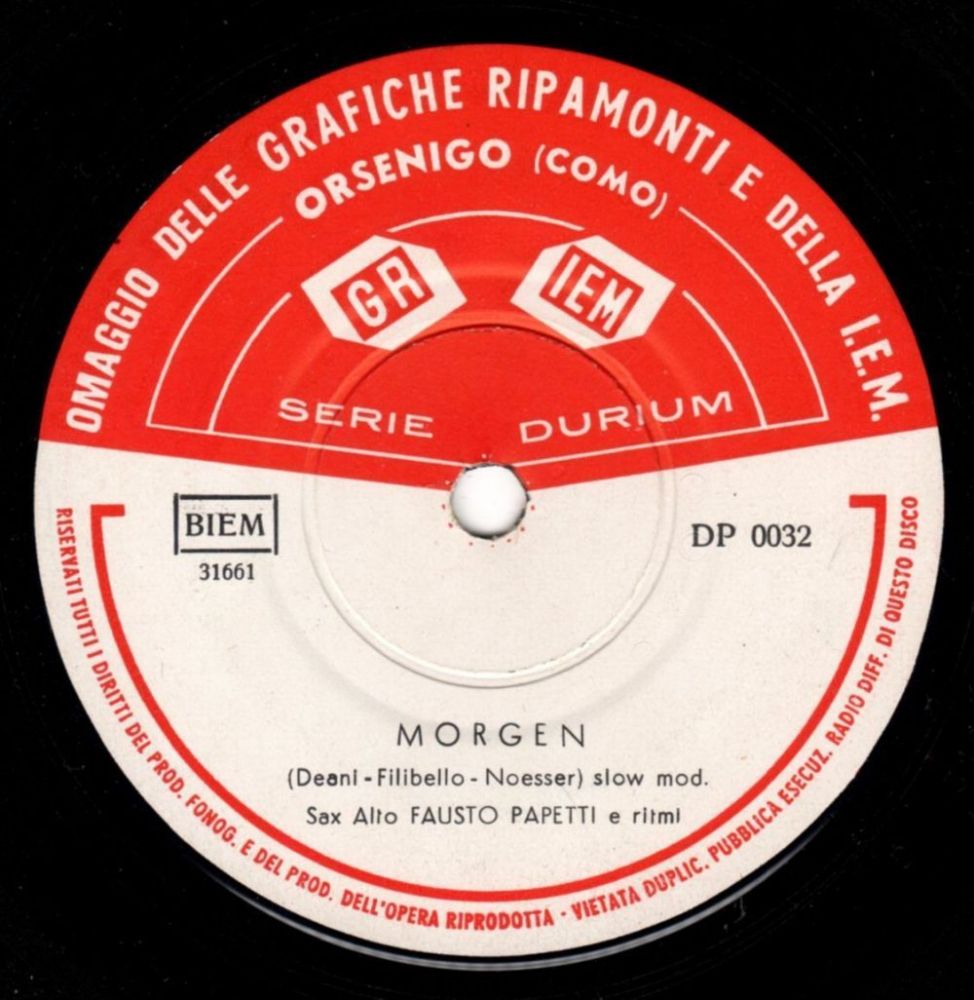 OMAGGIO DELLE GRAFICHE RIPAMONTI E DELLA I.E.M.
ORSENIGO (COMO)
GR
IEM
SERIE DURIUM
BIEM
31661
DP 0032
MORGEN
(Deani - Filibello - Noesser) slow mod.
Sax Alto FAUSTO PAPETTI e ritmi
RISERVATI TUTTI I DIRITTI DEL PROD. FONOG. E DEL PROD. DELL'OPERA RIPRODOTTA - VIETATA DUPLIC. PUBBLICA ESECUZ. RADIO DIFF. DI QUESTO DISCO